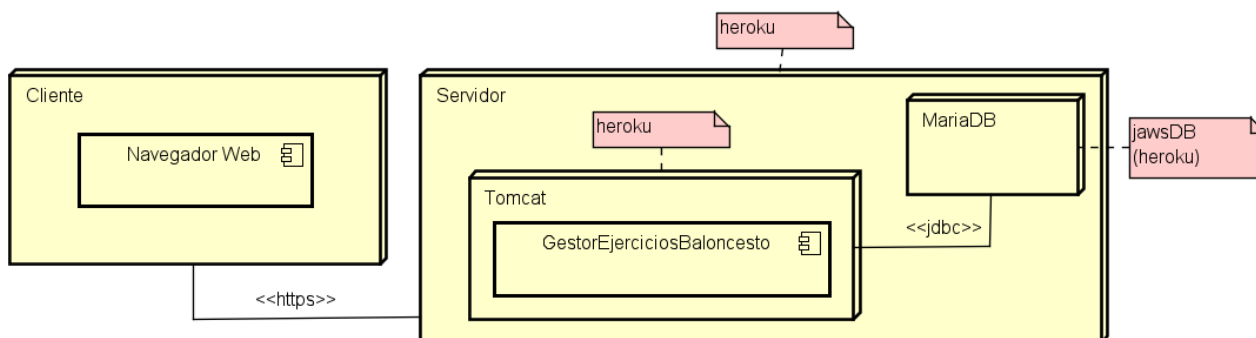 heroku
Cliente
Servidor
MariaDB
heroku
jawsDB
(heroku)
Navegador Web
Tomcat
GestorEjerciciosBaloncesto
<<jdbc>>
<<https>>